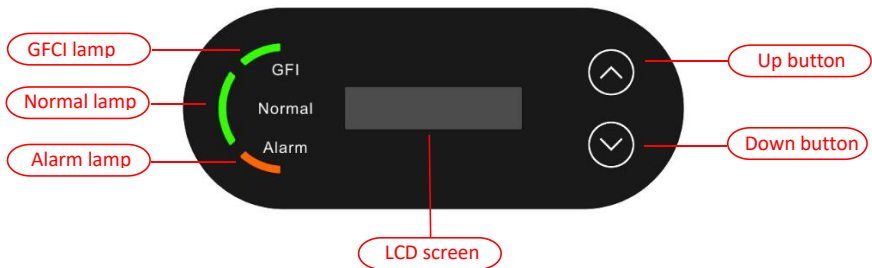 GFCI lamp
Normal lamp
Alarm lamp
GFI
Normal
Alarm
Up button
Down button
LCD screen